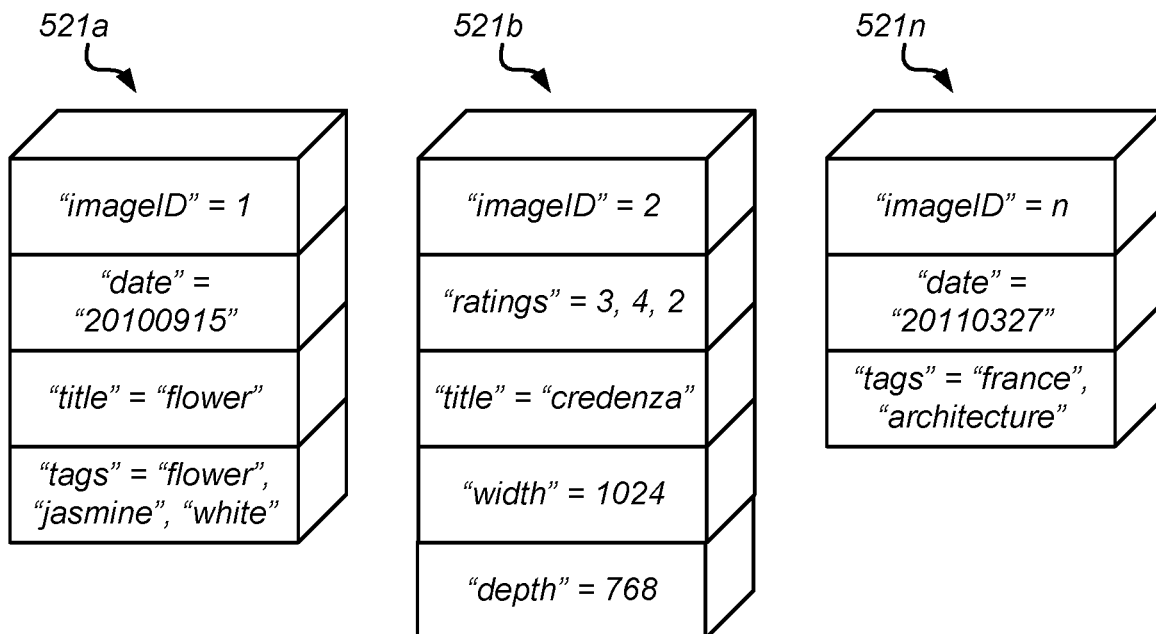 521a
“imageID” = 1
“date” =
“20100915”
“title” = “flower”
“tags” = “flower”,
“jasmine”, “white”
521b
“imageID” = 2
“ratings” = 3, 4, 2
“title” = “credenza”
“width” = 1024
“depth” = 768
521n
“imageID” = n
“date” =
“20110327”
“tags” = “france”,
“architecture”